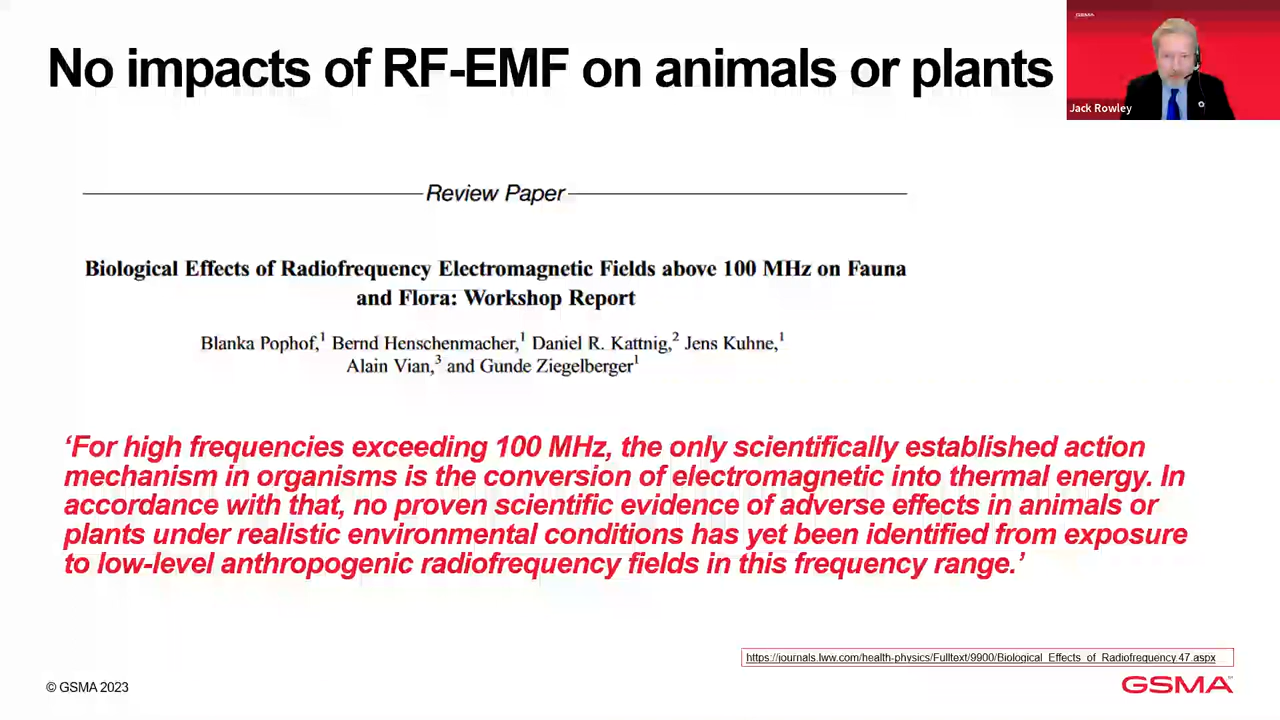 No impacts of RF-EMF on animals or plants
GSMA
Jack Rowley
Review Paper
Biological Effects of Radiofrequency Electromagnetic Fields above 100 MHz on Fauna
and Flora: Workshop Report
Blanka Pophof,¹ Bernd Henschenmacher,¹ Daniel R. Kattnig,² Jens Kuhne,¹
Alain Vian,³ and Gunde Ziegelberger¹
‘For high frequencies exceeding 100 MHz, the only scientifically established action
mechanism in organisms is the conversion of electromagnetic into thermal energy. In
accordance with that, no proven scientific evidence of adverse effects in animals or
plants under realistic environmental conditions has yet been identified from exposure
to low-level anthropogenic radiofrequency fields in this frequency range.’
https://journals.lww.com/health-physics/Fulltext/9900/Biological_Effects_of_Radiofrequency.47.aspx
© GSMA 2023
GSMA™